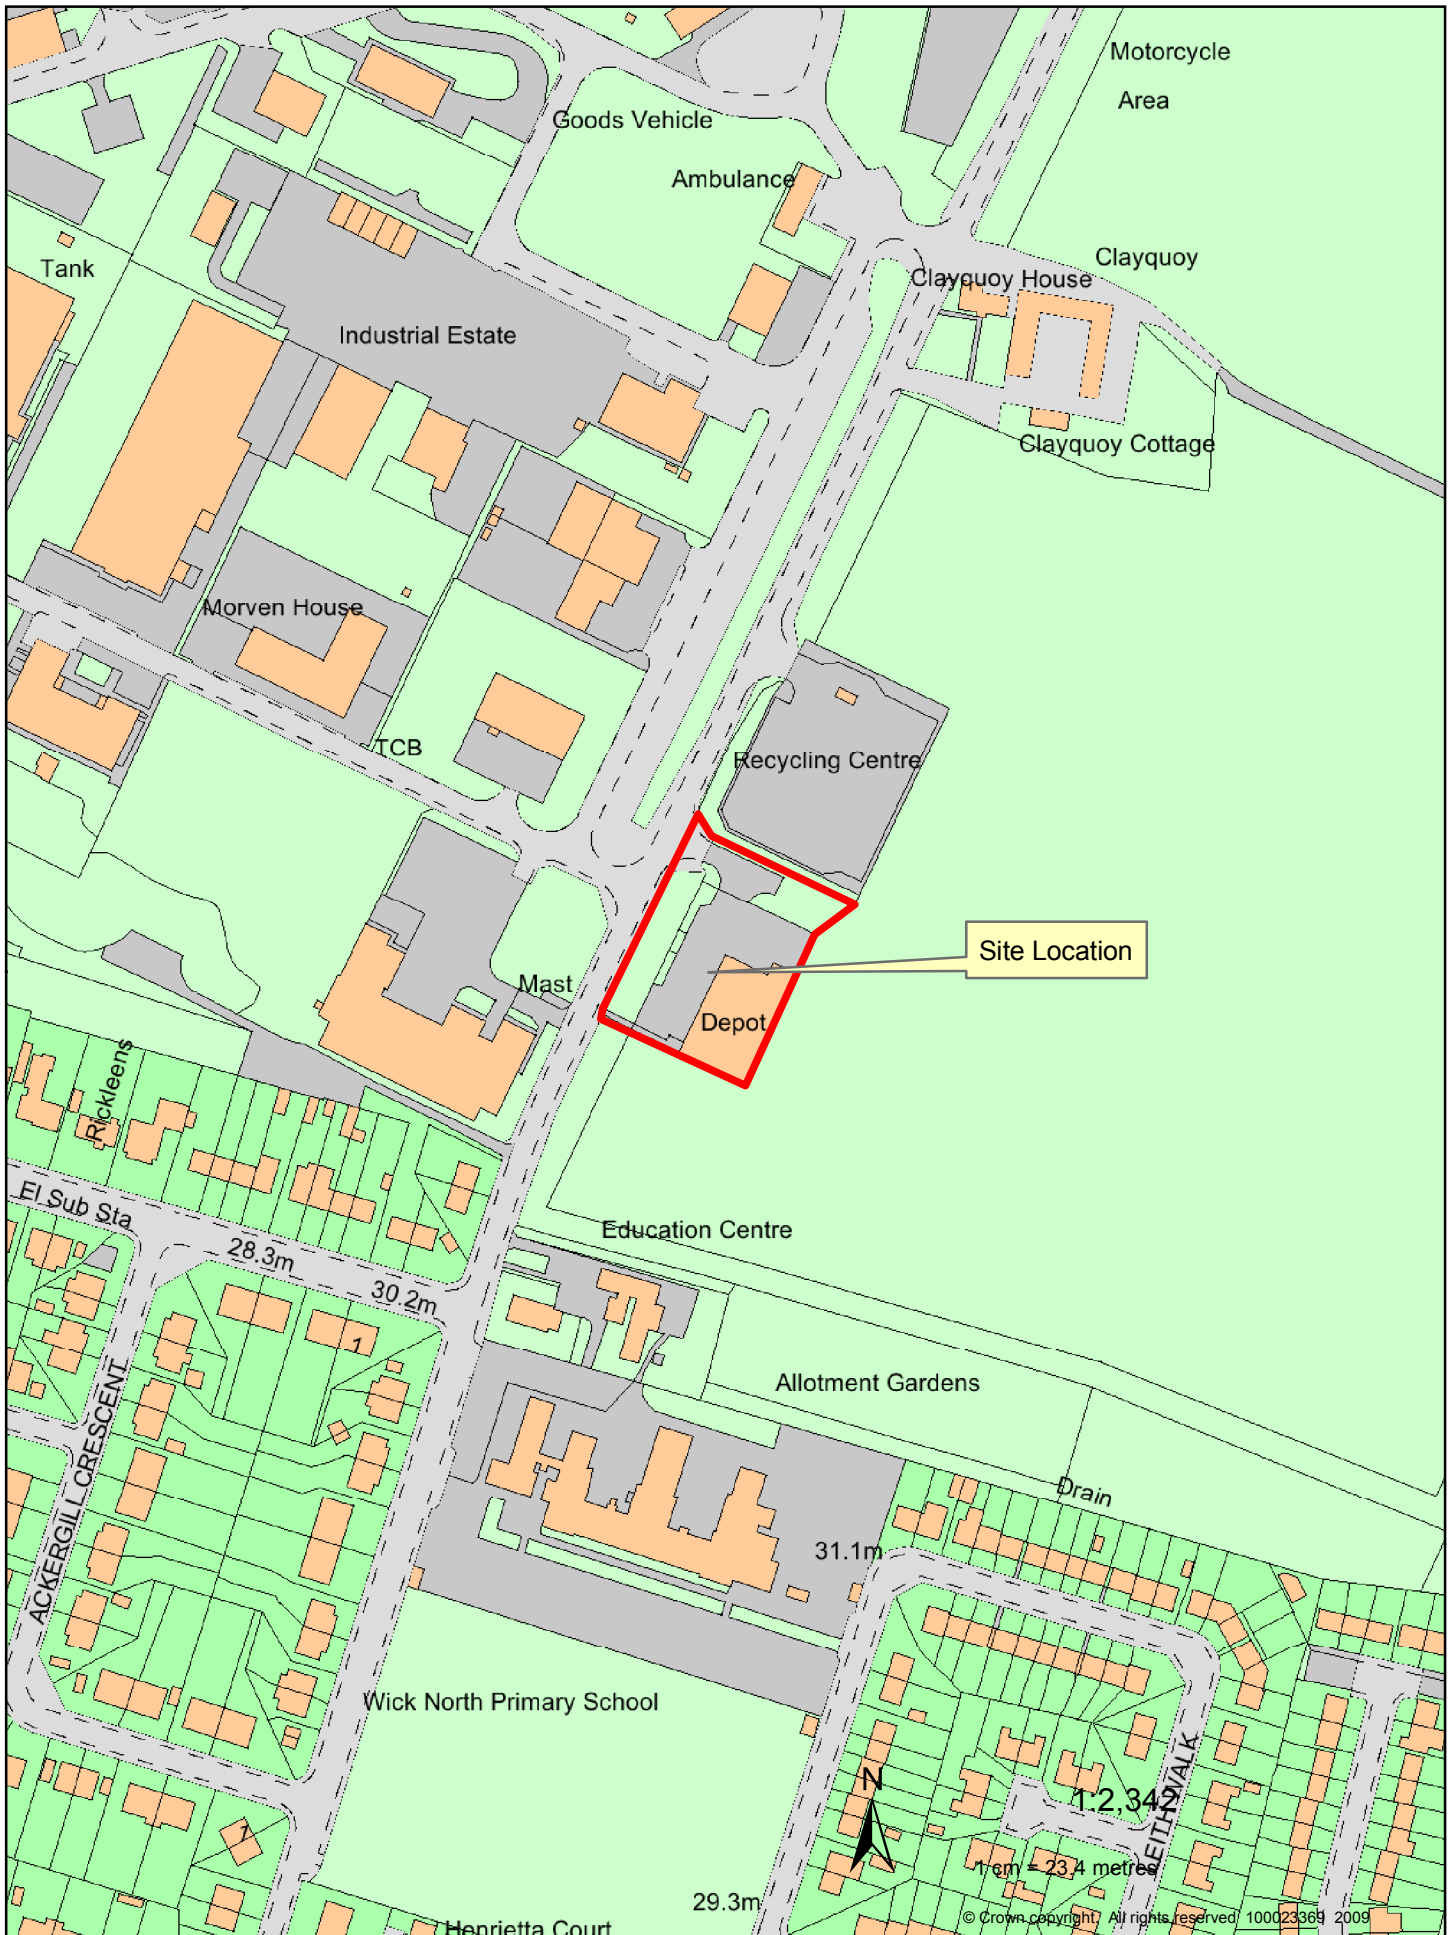 Motorcycle
Area
Goods Vehicle
Ambulance
Clayquoy
Tank
Clayquoy House
Industrial Estate
Clayquoy Cottage
Morven House
TCB
Recycling Centre
Site Location
Mast
Depot
Rickleens
El Sub Sta
Education Centre
28.3m
30.2m
1
Allotment Gardens
ACKERGILL CRESCENT
Drain
31.1m
Wick North Primary School
LEITH WALK
N
1:2,342
1
1 cm = 23.4 metres
29.3m
© Crown copyright. All rights reserved 100023369 2009
Henrietta Court